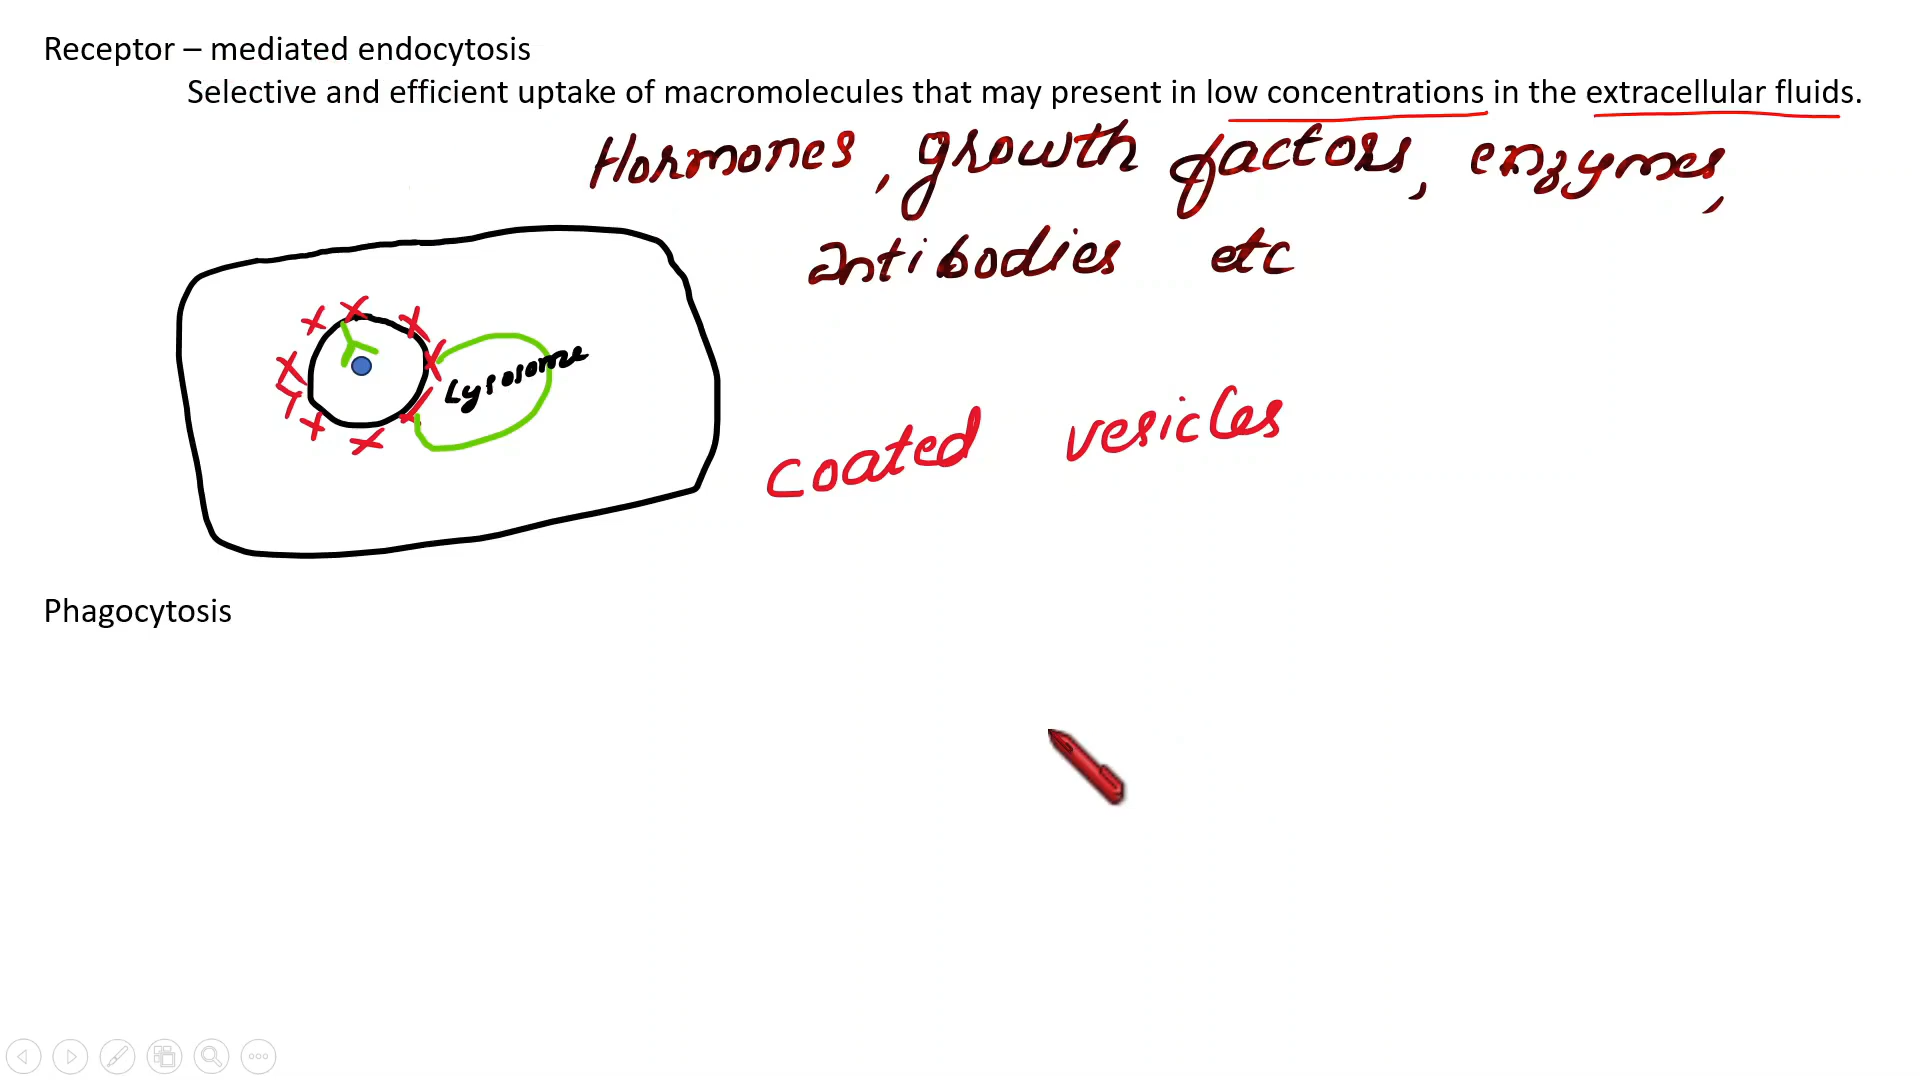 Receptor – mediated endocytosis
Selective and efficient uptake of macromolecules that may present in low concentrations in the extracellular fluids.
Hormones, growth factors, enzymes,
antibodies etc
Lysosome
coated vesicles
Phagocytosis